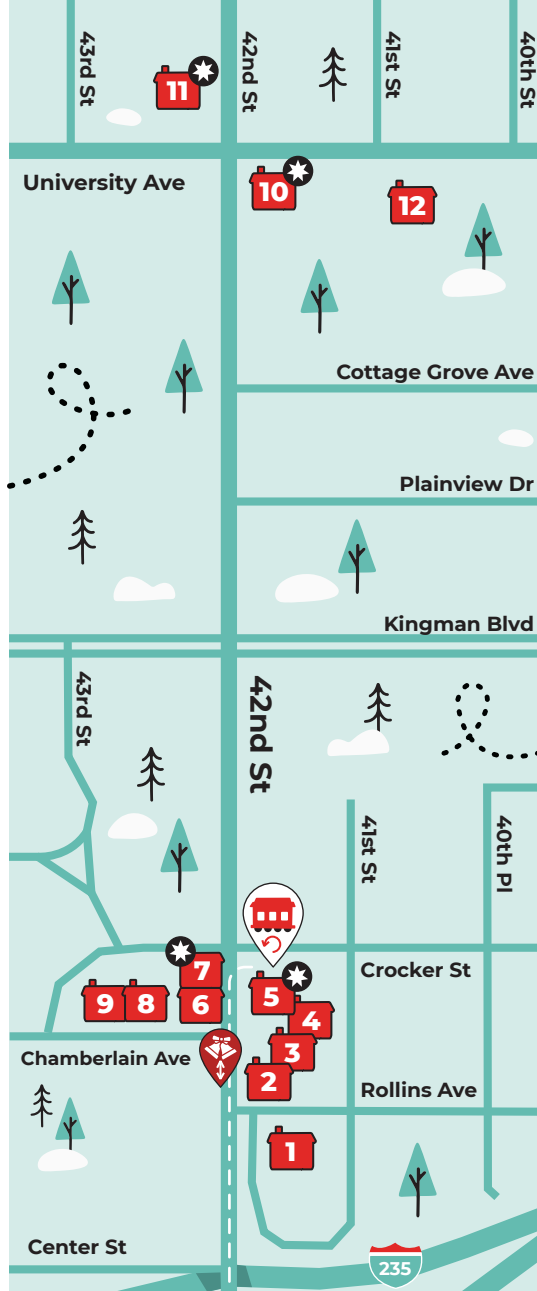 43rd St
42nd St
41st St
40th St
11
University Ave
10
12
Cottage Grove Ave
Plainview Dr
Kingman Blvd
43rd St
42nd St
41st St
40th Pl
7
Crocker St
5
9
8
6
4
3
Chamberlain Ave
2
Rollins Ave
1
Center St
235